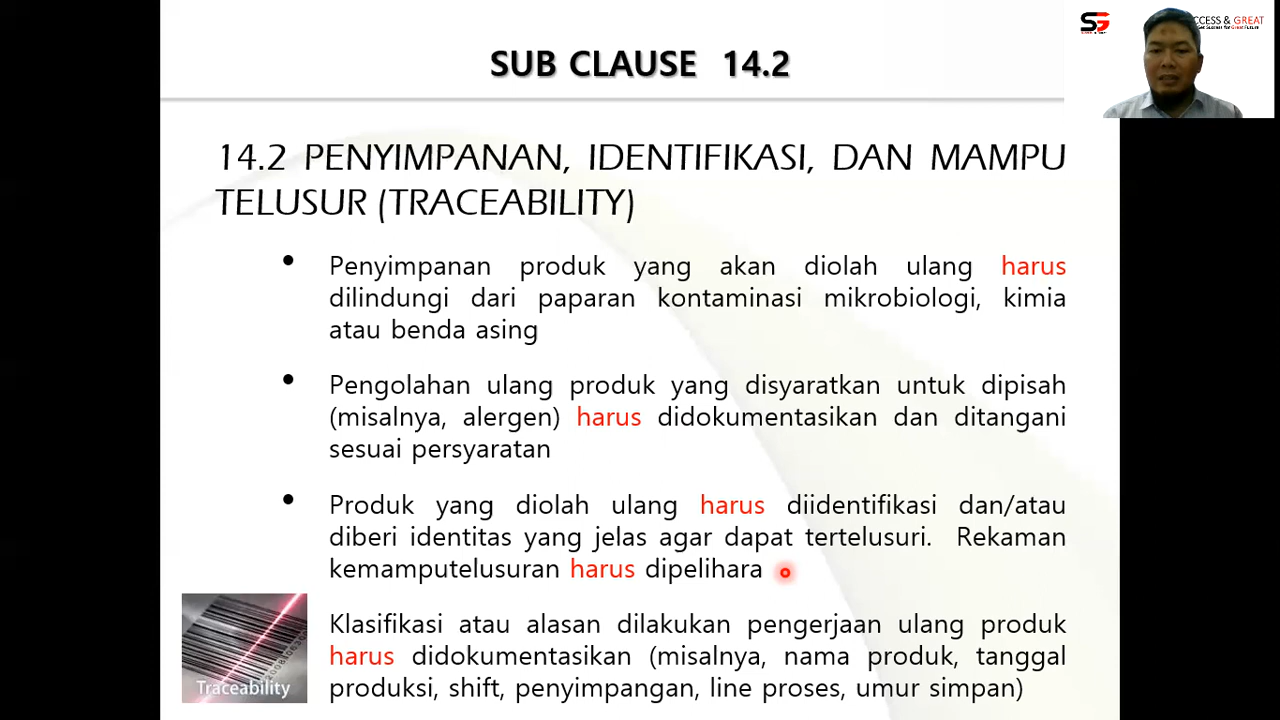 SUB CLAUSE 14.2
CCESS & GREAT
14.2 PENYIMPANAN, IDENTIFIKASI, DAN MAMPU
TELUSUR (TRACEABILITY)
• Penyimpanan produk yang akan diolah ulang harus
dilindungi dari paparan kontaminasi mikrobiologi, kimia
atau benda asing
• Pengolahan ulang produk yang disyaratkan untuk dipisah
(misalnya, alergen) harus didokumentasikan dan ditangani
sesuai persyaratan
• Produk yang diolah ulang harus diidentifikasi dan/atau
diberi identitas yang jelas agar dapat tertelusuri. Rekaman
kemamputelusuran harus dipelihara
Klasifikasi atau alasan dilakukan pengerjaan ulang produk
harus didokumentasikan (misalnya, nama produk, tanggal
produksi, shift, penyimpangan, line proses, umur simpan)
Traceability